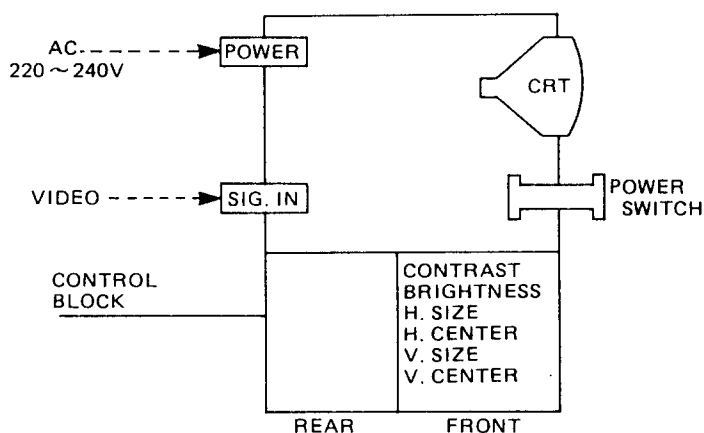 AC
220 ~ 240V
POWER
CRT
VIDEO
SIG. IN
POWER
SWITCH
CONTROL
BLOCK
CONTRAST
BRIGHTNESS
H. SIZE
H. CENTER
V. SIZE
V. CENTER
REAR
FRONT